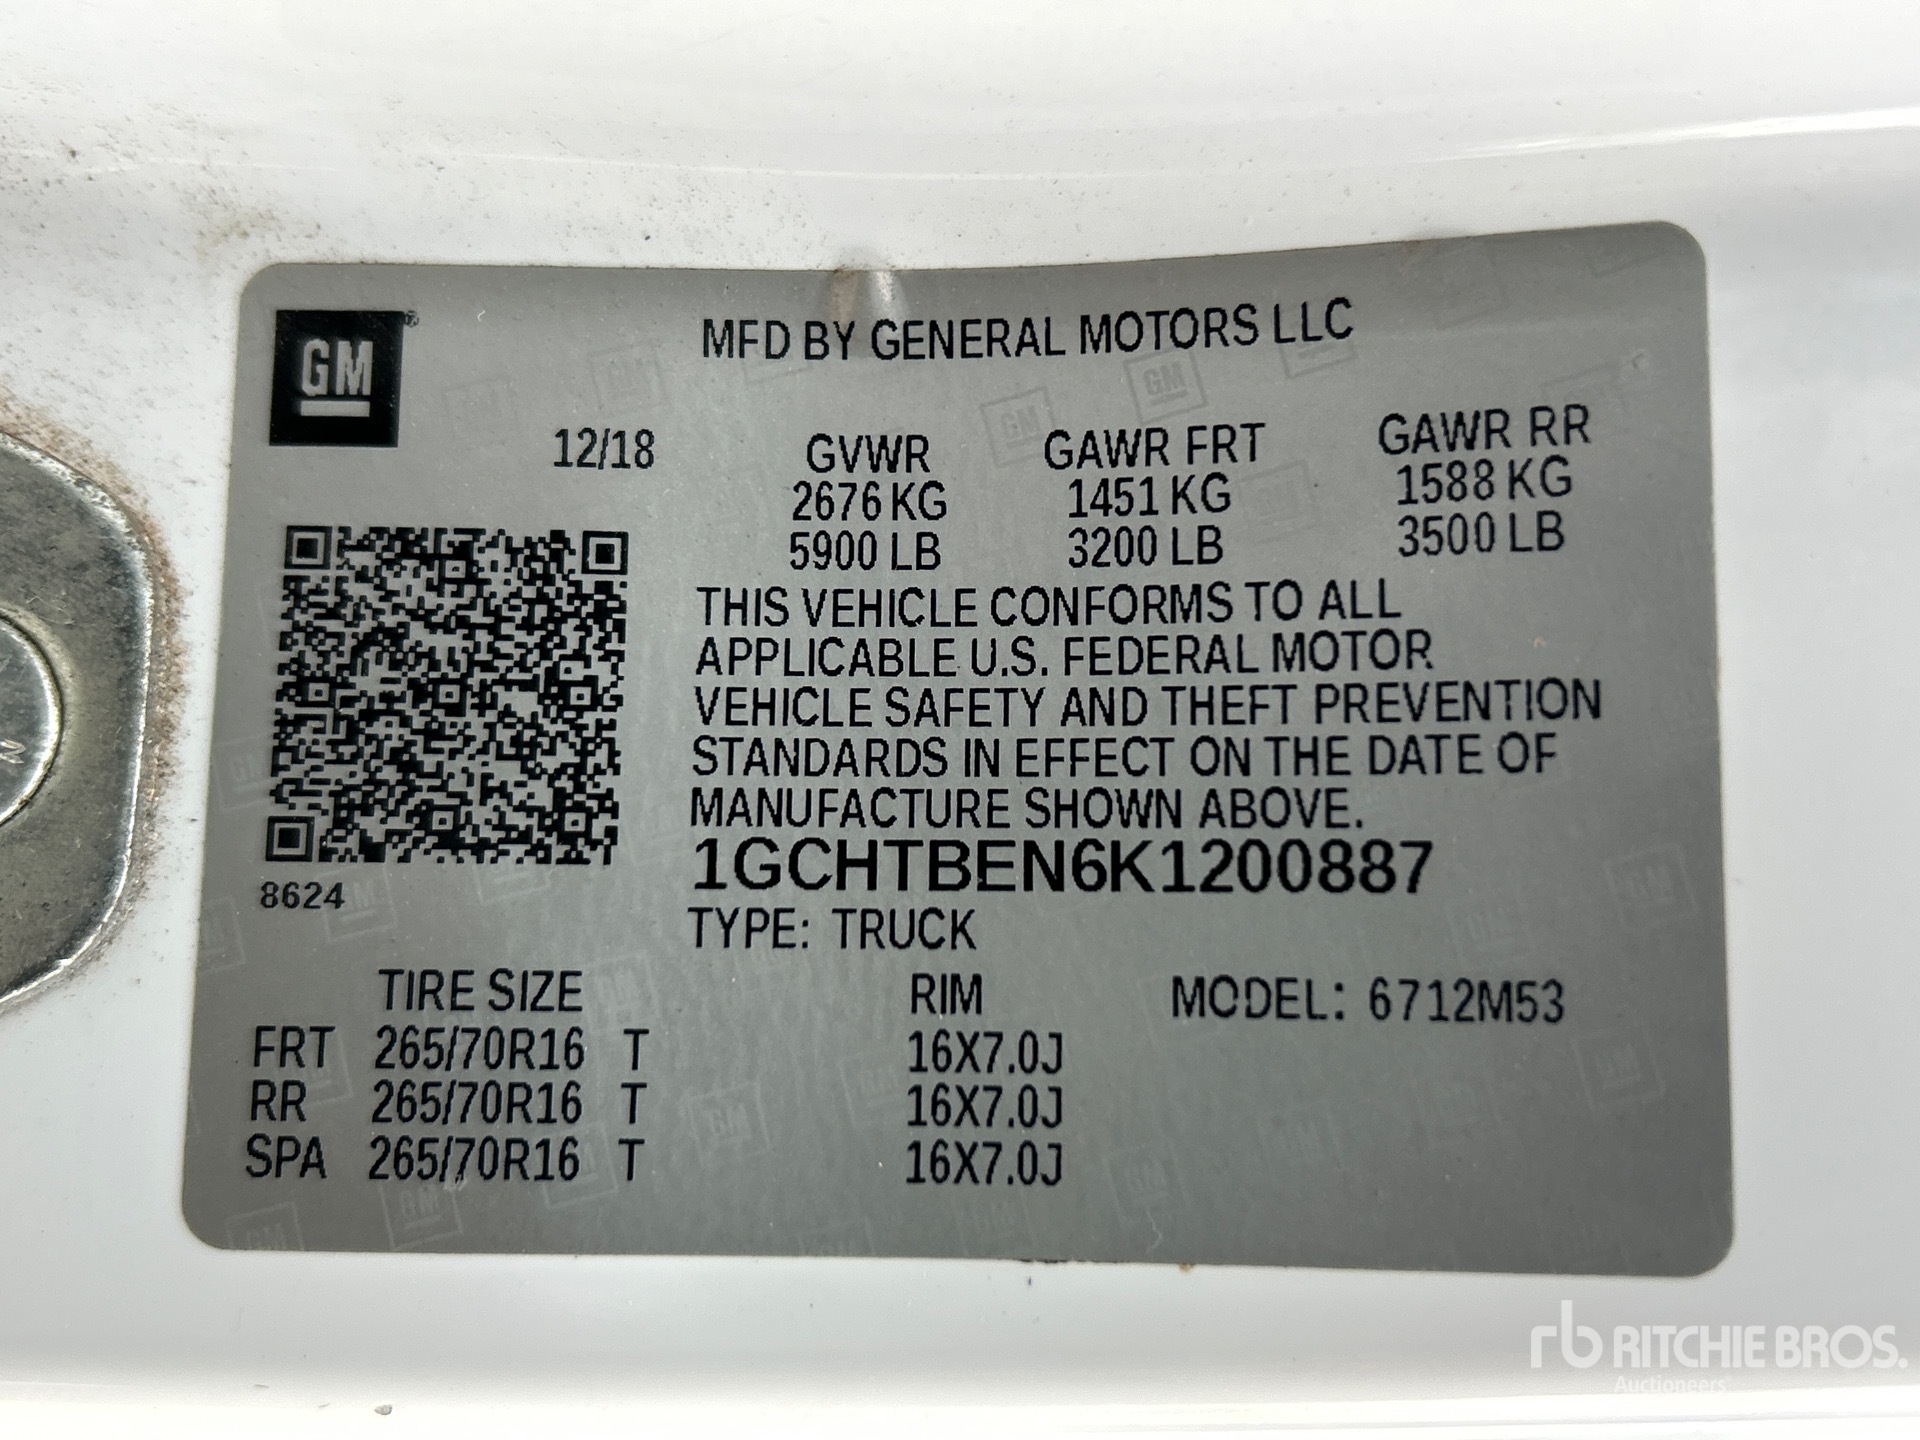 GM®
MFD BY GENERAL MOTORS LLC
12/18
GVWR GAWR FRT GAWR RR
2676 KG 1451 KG 1588 KG
5900 LB 3200 LB 3500 LB
THIS VEHICLE CONFORMS TO ALL
APPLICABLE U.S. FEDERAL MOTOR
VEHICLE SAFETY AND THEFT PREVENTION
STANDARDS IN EFFECT ON THE DATE OF
MANUFACTURE SHOWN ABOVE.
1GCHTBEN6K1200887
8624
TYPE: TRUCK
TIRE SIZE RIM MODEL: 6712M53
FRT 265/70R16 T 16X7.0J
RR 265/70R16 T 16X7.0J
SPA 265/70R16 T 16X7.0J
rb RITCHIE BROS.
Auctioneers